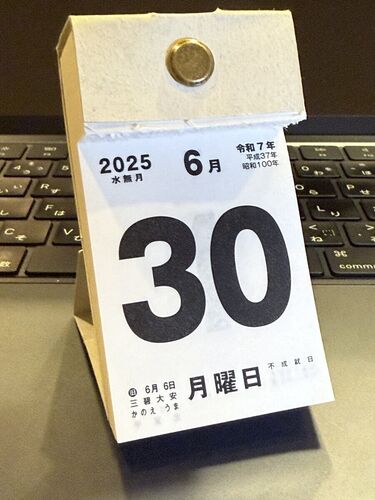 2025 6月 令和7年
水無月 平成37年
昭和100年
30
旧 6月6日 月曜日 不成就日
三碧大安
かのえ うま
command